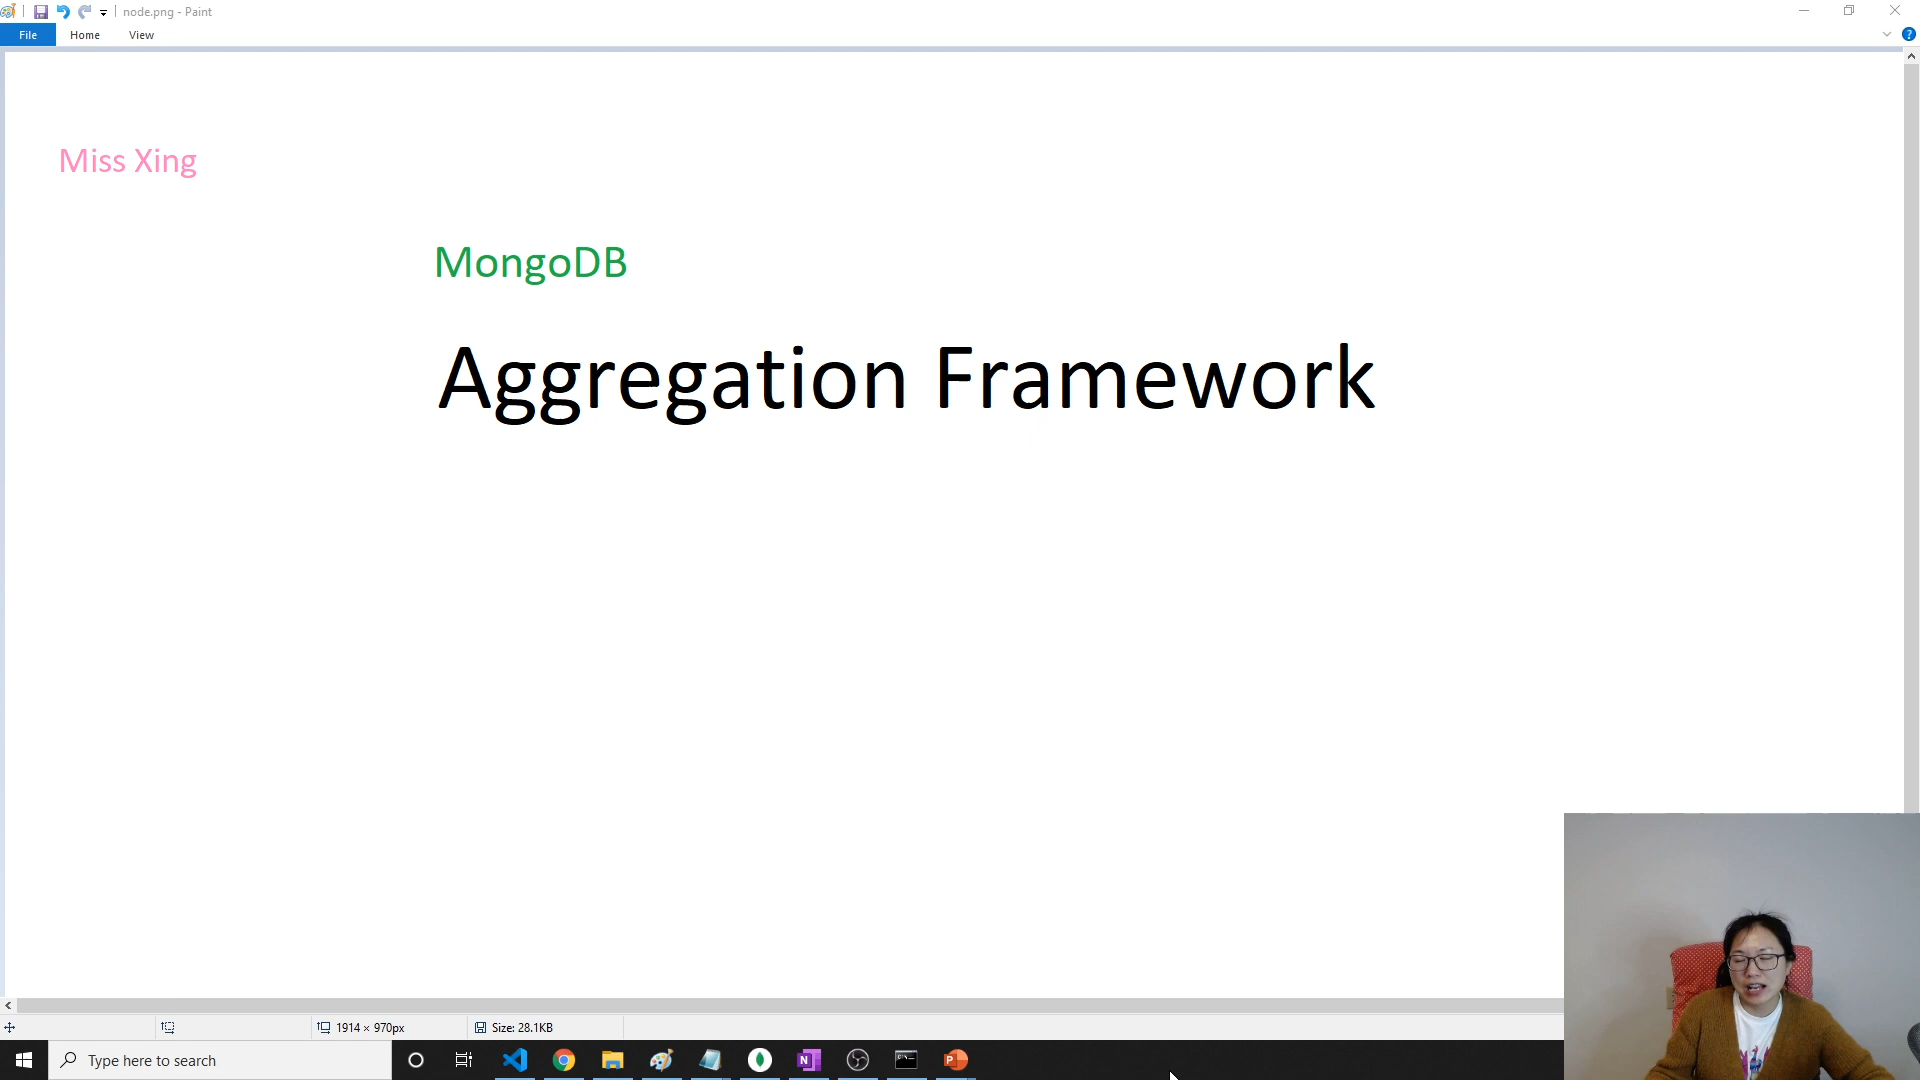 node.png - Paint
File Home View
Miss Xing
MongoDB
Aggregation Framework
1914 × 970px Size: 28.1KB
Type here to search